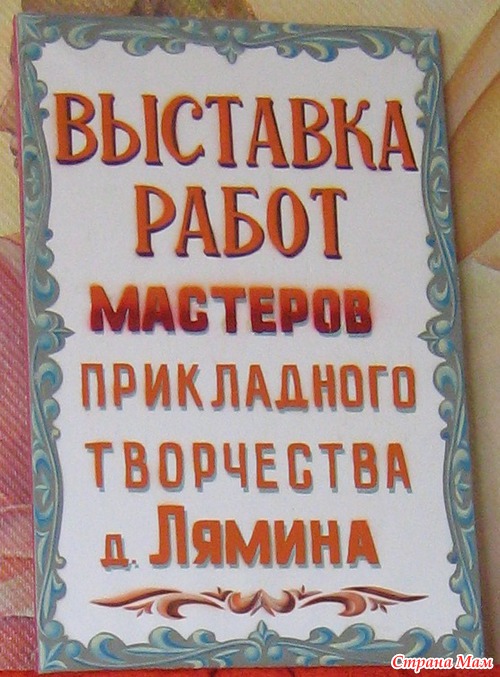 ВЫСТАВКА
РАБОТ
МАСТЕРОВ
ПРИКЛАДНОГО
ТВОРЧЕСТВА
д. ЛЯМИНА
Страна Мам